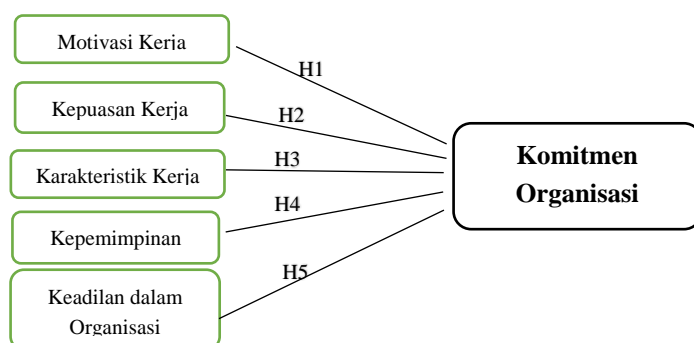 Motivasi Kerja
H1
Kepuasan Kerja
H2
Karakteristik Kerja
H3
Kepemimpinan
H4
Keadilan dalam
Organisasi
H5
Komitmen
Organisasi